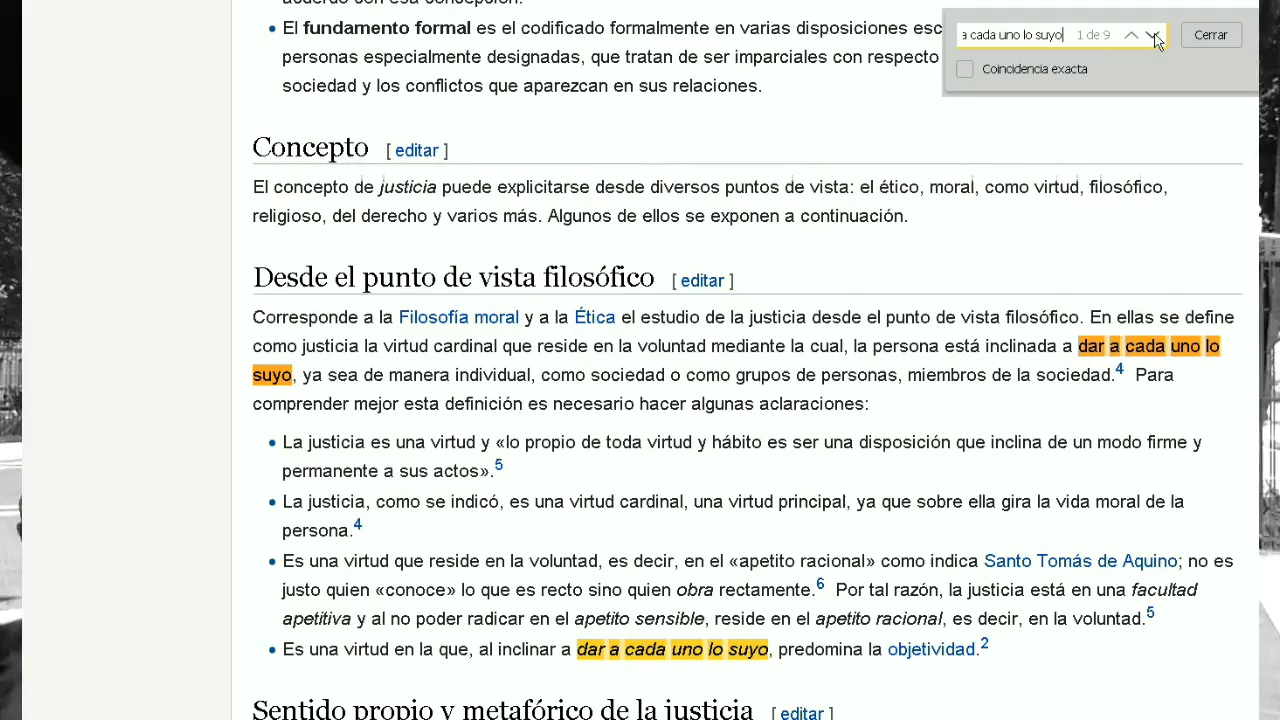 acuerdo con esa concepción.
El fundamento formal es el codificado formalmente en varias disposiciones
a cada uno lo suyo 1 de 9 Cerrar
personas especialmente designadas, que tratan de ser imparciales con respecto
Coincidencia exacta
sociedad y los conflictos que aparezcan en sus relaciones.
Concepto [ editar ]
El concepto de justicia puede explicitarse desde diversos puntos de vista: el ético, moral, como virtud, filosófico,
religioso, del derecho y varios más. Algunos de ellos se exponen a continuación.
Desde el punto de vista filosófico [ editar ]
Corresponde a la Filosofía moral y a la Ética el estudio de la justicia desde el punto de vista filosófico. En ellas se define
como justicia la virtud cardinal que reside en la voluntad mediante la cual, la persona está inclinada a dar a cada uno lo
suyo, ya sea de manera individual, como sociedad o como grupos de personas, miembros de la sociedad.4 Para
comprender mejor esta definición es necesario hacer algunas aclaraciones:
La justicia es una virtud y «lo propio de toda virtud y hábito es ser una disposición que inclina de un modo firme y
permanente a sus actos».5
La justicia, como se indicó, es una virtud cardinal, una virtud principal, ya que sobre ella gira la vida moral de la
persona.4
Es una virtud que reside en la voluntad, es decir, en el «apetito racional» como indica Santo Tomás de Aquino; no es
justo quien «conoce» lo que es recto sino quien obra rectamente.6 Por tal razón, la justicia está en una facultad
apetitiva y al no poder radicar en el apetito sensible, reside en el apetito racional, es decir, en la voluntad.5
Es una virtud en la que, al inclinar a dar a cada uno lo suyo, predomina la objetividad.2
Sentido propio y metafórico de la justicia [ editar ]